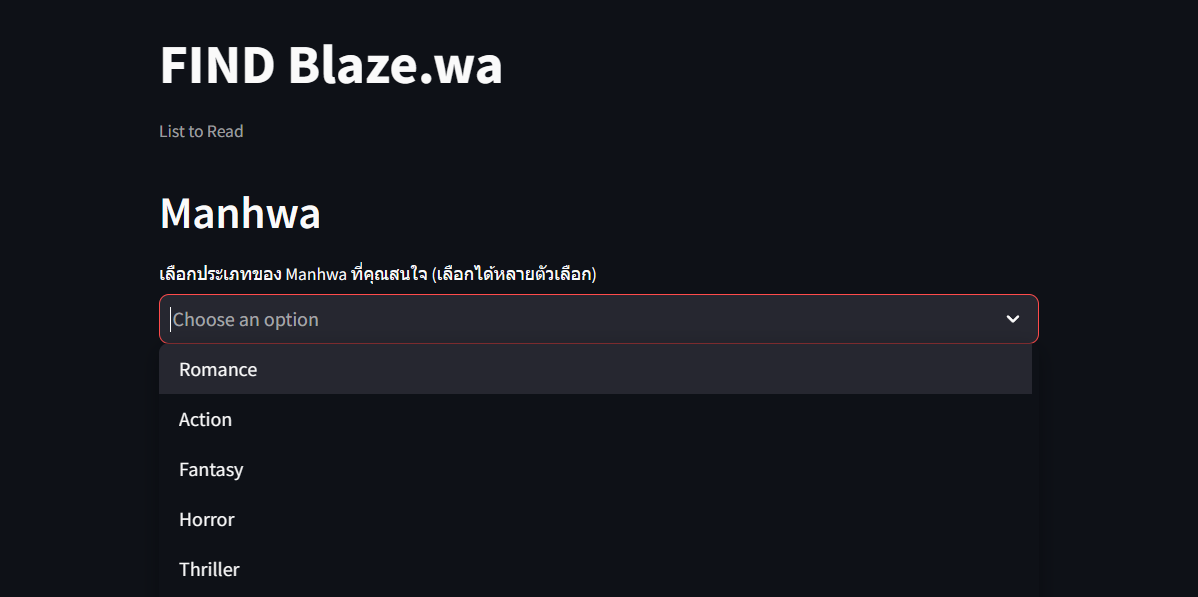 FIND Blaze.wa
List to Read
Manhwa
เลือกประเภทของ Manhwa ที่คุณสนใจ (เลือกได้หลายตัวเลือก)
Choose an option
Romance
Action
Fantasy
Horror
Thriller